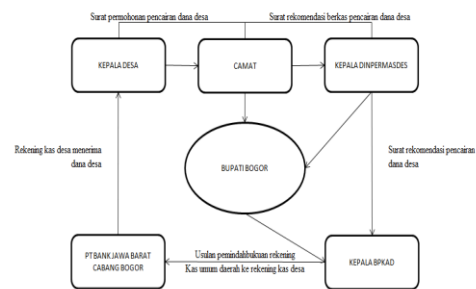 Surat permohonan pencairan dana desa
Surat rekomendasi berkas pencairan dana desa
KEPALA DESA
CAMAT
KEPALA DINPERMASDES
Rekening kas desa menerima
dana desa
BUPATI BOGOR
Surat rekomendasi pencairan
dana desa
PT BANK JAWA BARAT
CABANG BOGOR
Usulan pemindahbukuan rekening
Kas umum daerah ke rekening kas desa
KEPALA BPKAD